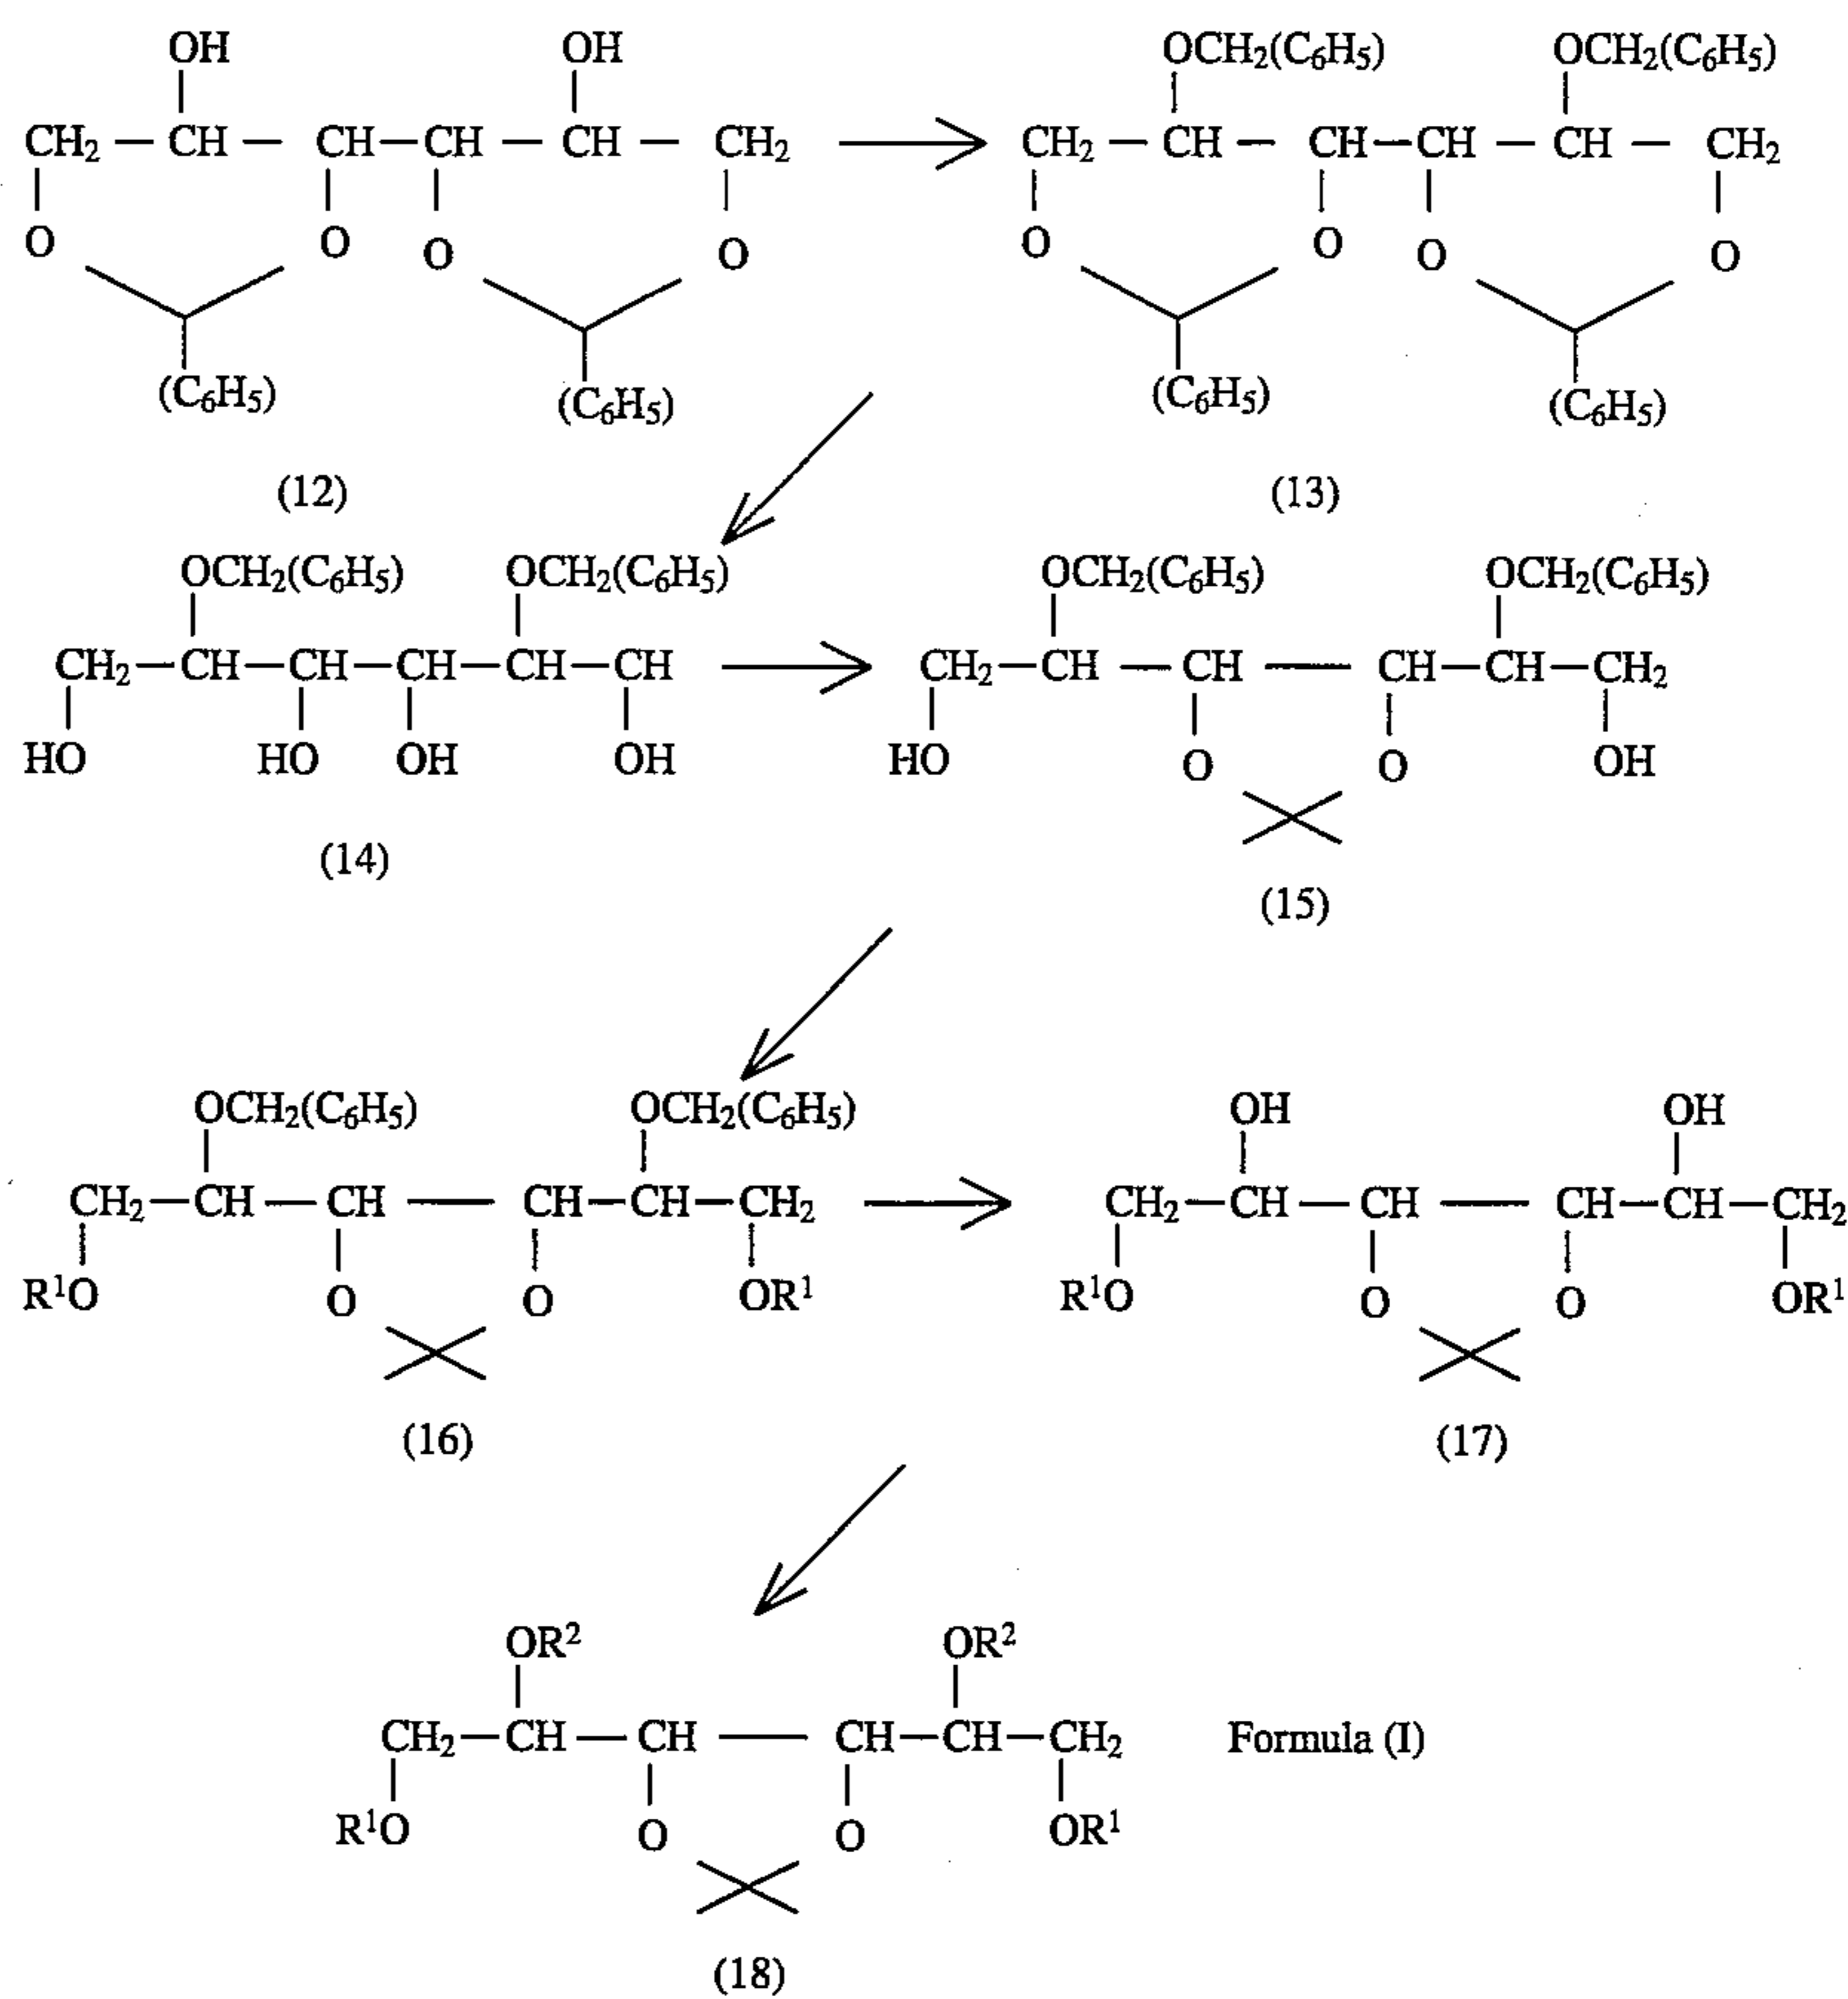 OH OH OCH₂(C₆H₅) OCH₂(C₆H₅)
CH₂ — CH — CH — CH — CH — CH₂ CH₂ — CH — CH — CH — CH — CH₂
O O O O O O O O
(C₆H₅) (C₆H₅) (C₆H₅) (C₆H₅)
(12) (13)
OCH₂(C₆H₅) OCH₂(C₆H₅) OCH₂(C₆H₅) OCH₂(C₆H₅)
CH₂—CH—CH—CH—CH—CH CH₂—CH — CH — CH—CH—CH₂
HO HO OH OH HO O O OH
(14)
(15)
OCH₂(C₆H₅) OCH₂(C₆H₅) OH OH
CH₂—CH—CH — CH—CH—CH₂ CH₂—CH—CH — CH—CH—CH₂
R¹O O O OR¹ R¹O O O OR¹
(16) (17)
OR² OR²
CH₂—CH—CH — CH—CH—CH₂ Formula (I)
R¹O O O OR¹
(18)